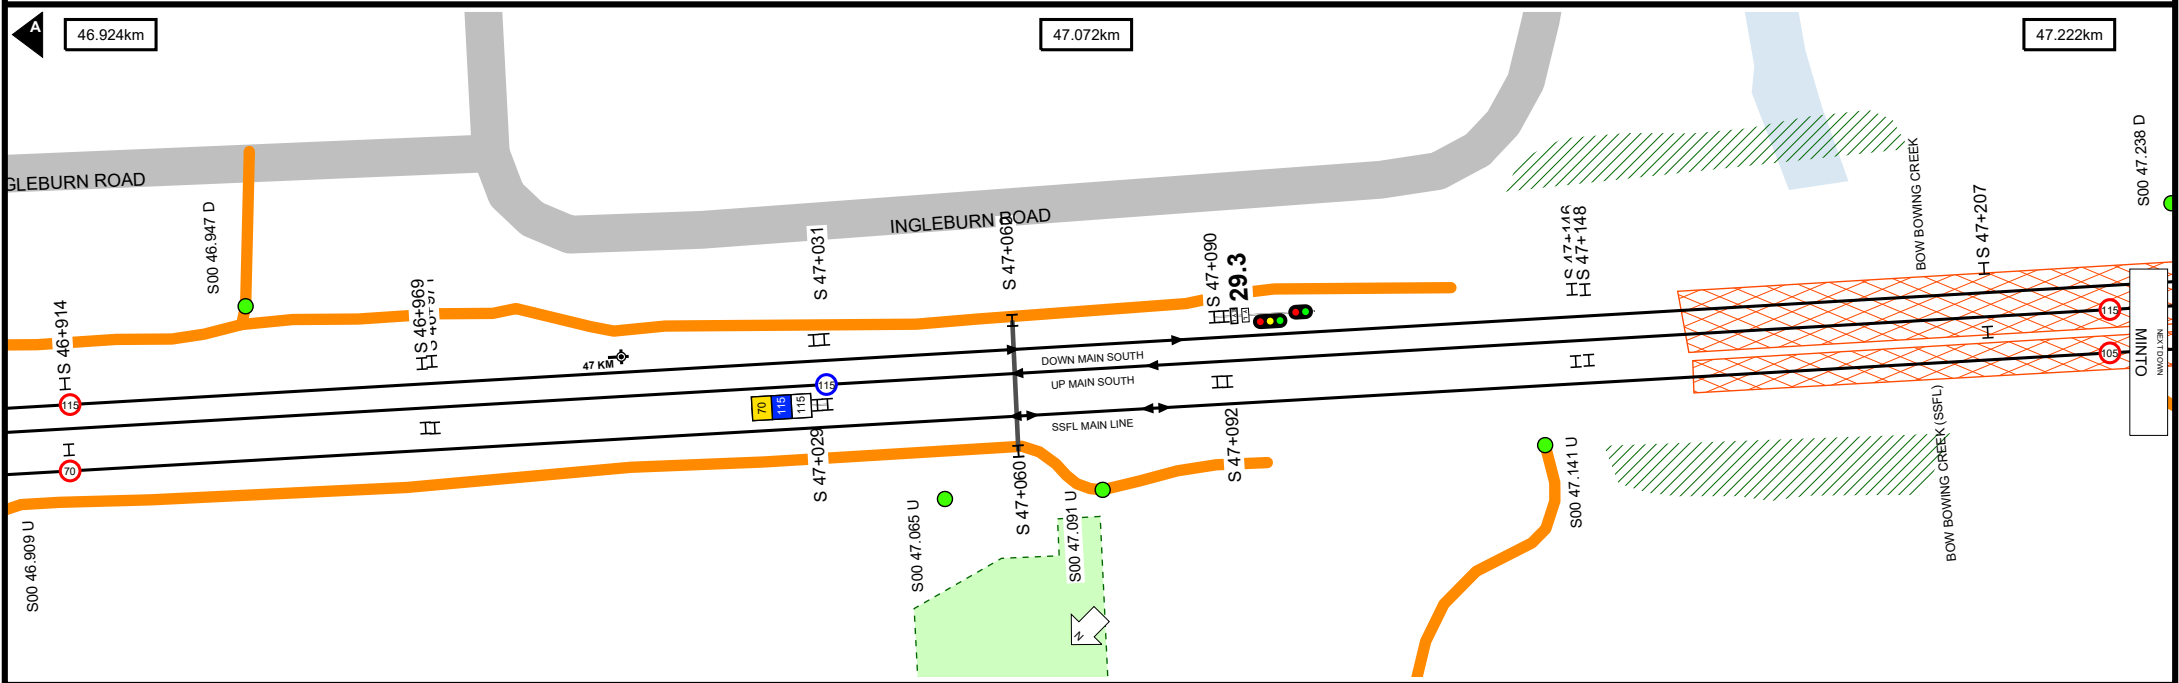 A
46.924km
47.072km
47.222km
GLEBURN ROAD
INGLEBURN ROAD
S00 46.947 D
S 46+914
S 46+969
S 47+031
S 47+090
29.3
S 47+148
BOW BOWING CREEK
S 47+207
S00 47.238 D
47 KM
DOWN MAIN SOUTH
UP MAIN SOUTH
SSFL MAIN LINE
115
70
115
70
115
115
115
105
NEXT DOWN
MINTO
S00 46.909 U
S 47+029
S00 47.065 U
S 47+060
S00 47.091 U
S 47+092
S00 47.141 U
BOW BOWING CREEK (SSFL)
N